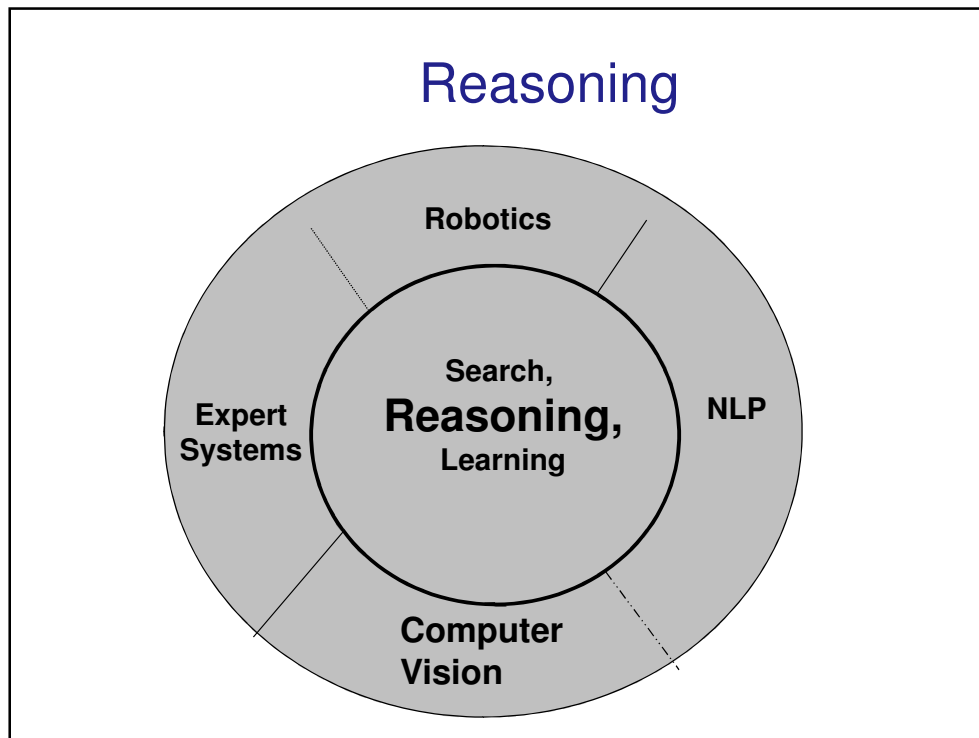 Reasoning
Robotics
Search,
Reasoning,
Learning
NLP
Expert
Systems
Computer
Vision